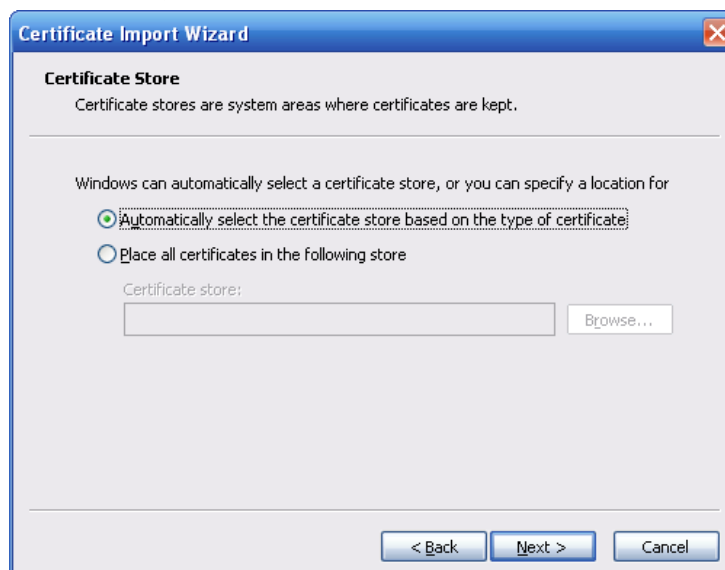 Certificate Import Wizard
Certificate Store
Certificate stores are system areas where certificates are kept.
Windows can automatically select a certificate store, or you can specify a location for
Automatically select the certificate store based on the type of certificate
Place all certificates in the following store
Certificate store:
Browse...
< Back Next > Cancel